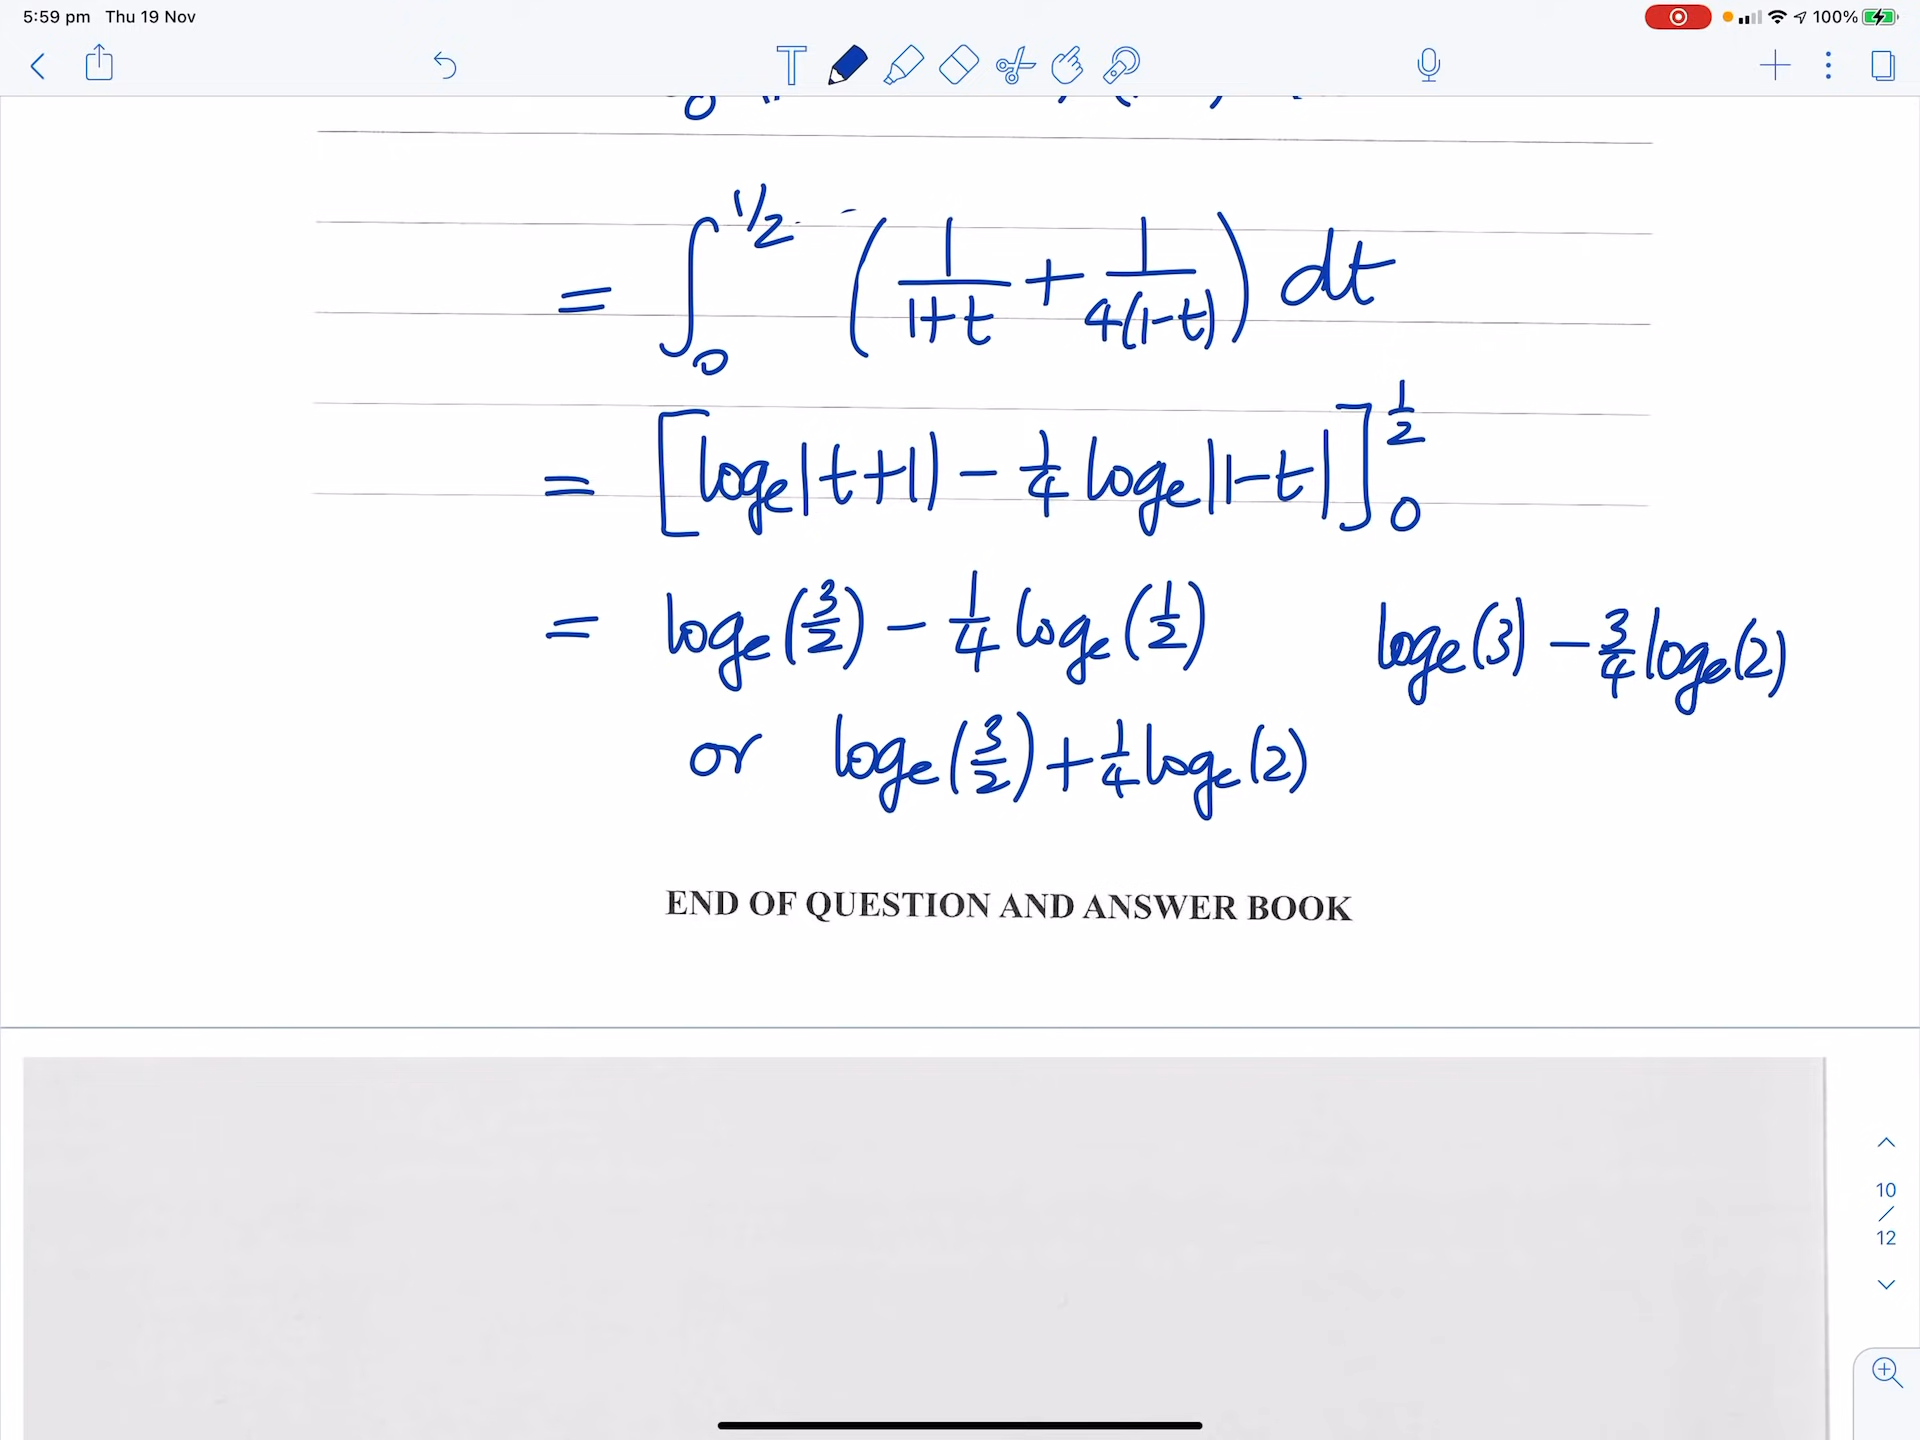 5:59 pm Thu 19 Nov 100%
= ∫₀^{1/2} (1/(1+t) + 1/(4(1-t))) dt
= [logₑ|t+1| - 1/4 logₑ|1-t|]₀^{1/2}
= logₑ(3/2) - 1/4 logₑ(1/2) logₑ(3) - 3/4 logₑ(2)
or logₑ(3/2) + 1/4 logₑ(2)
END OF QUESTION AND ANSWER BOOK
10
/
12